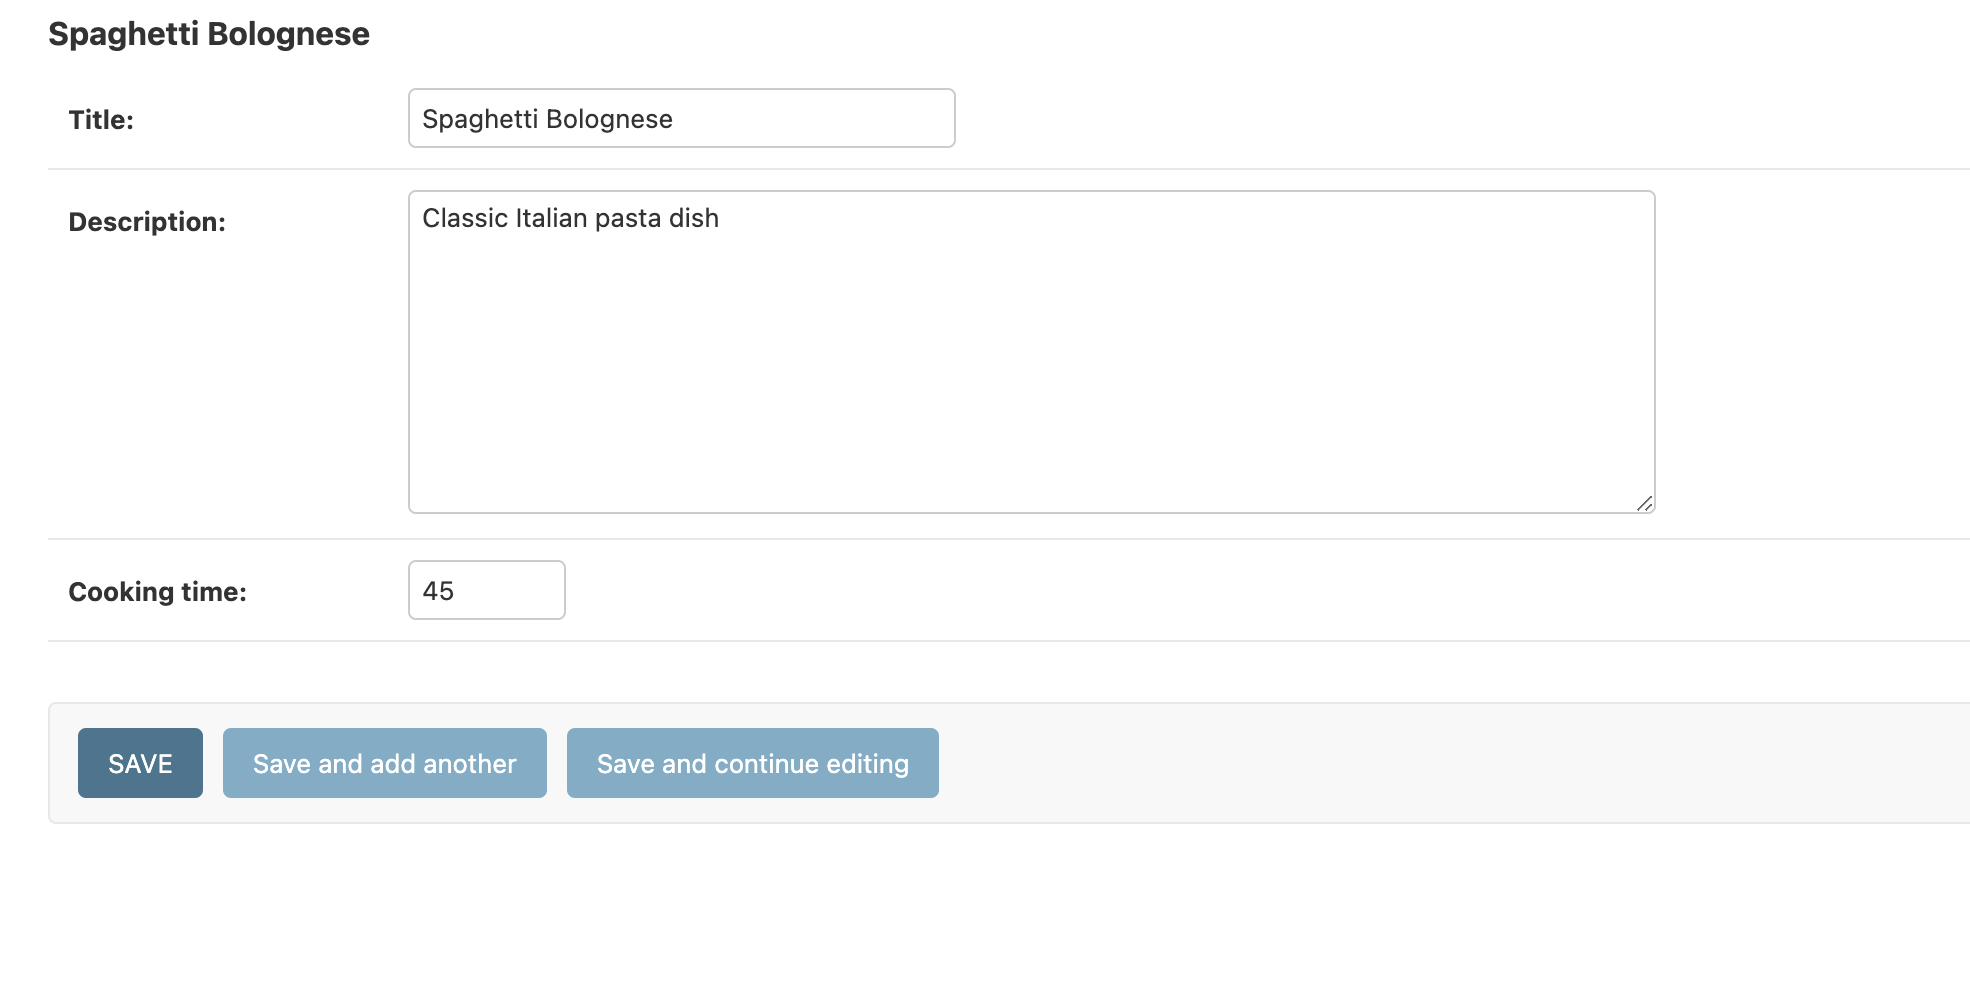 Spaghetti Bolognese
Title:
Spaghetti Bolognese
Description:
Classic Italian pasta dish
Cooking time:
45
SAVE
Save and add another
Save and continue editing